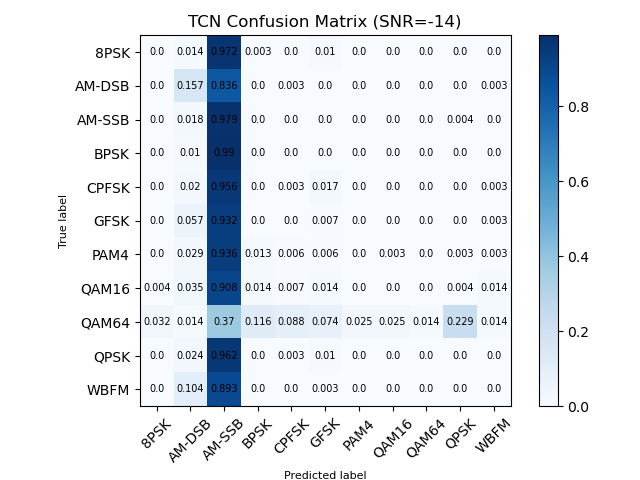 TCN Confusion Matrix (SNR=-14)
8PSK 0.0 0.014 0.972 0.003 0.0 0.01 0.0 0.0 0.0 0.0 0.0
AM-DSB 0.0 0.157 0.836 0.0 0.003 0.0 0.0 0.0 0.0 0.0 0.003
AM-SSB 0.0 0.018 0.979 0.0 0.0 0.0 0.0 0.0 0.0 0.004 0.0
BPSK 0.0 0.01 0.99 0.0 0.0 0.0 0.0 0.0 0.0 0.0 0.0
CPFSK 0.0 0.02 0.956 0.0 0.003 0.017 0.0 0.0 0.0 0.0 0.003
GFSK 0.0 0.057 0.932 0.0 0.0 0.007 0.0 0.0 0.0 0.0 0.003
PAM4 0.0 0.029 0.936 0.013 0.006 0.006 0.0 0.003 0.0 0.003 0.003
QAM16 0.004 0.035 0.908 0.014 0.007 0.014 0.0 0.0 0.0 0.004 0.014
QAM64 0.032 0.014 0.37 0.116 0.088 0.074 0.025 0.025 0.014 0.229 0.014
QPSK 0.0 0.024 0.962 0.0 0.003 0.01 0.0 0.0 0.0 0.0 0.0
WBFM 0.0 0.104 0.893 0.0 0.0 0.003 0.0 0.0 0.0 0.0 0.0
True label
8PSK AM-DSB AM-SSB BPSK CPFSK GFSK PAM4 QAM16 QAM64 QPSK WBFM
Predicted label
0.8
0.6
0.4
0.2
0.0